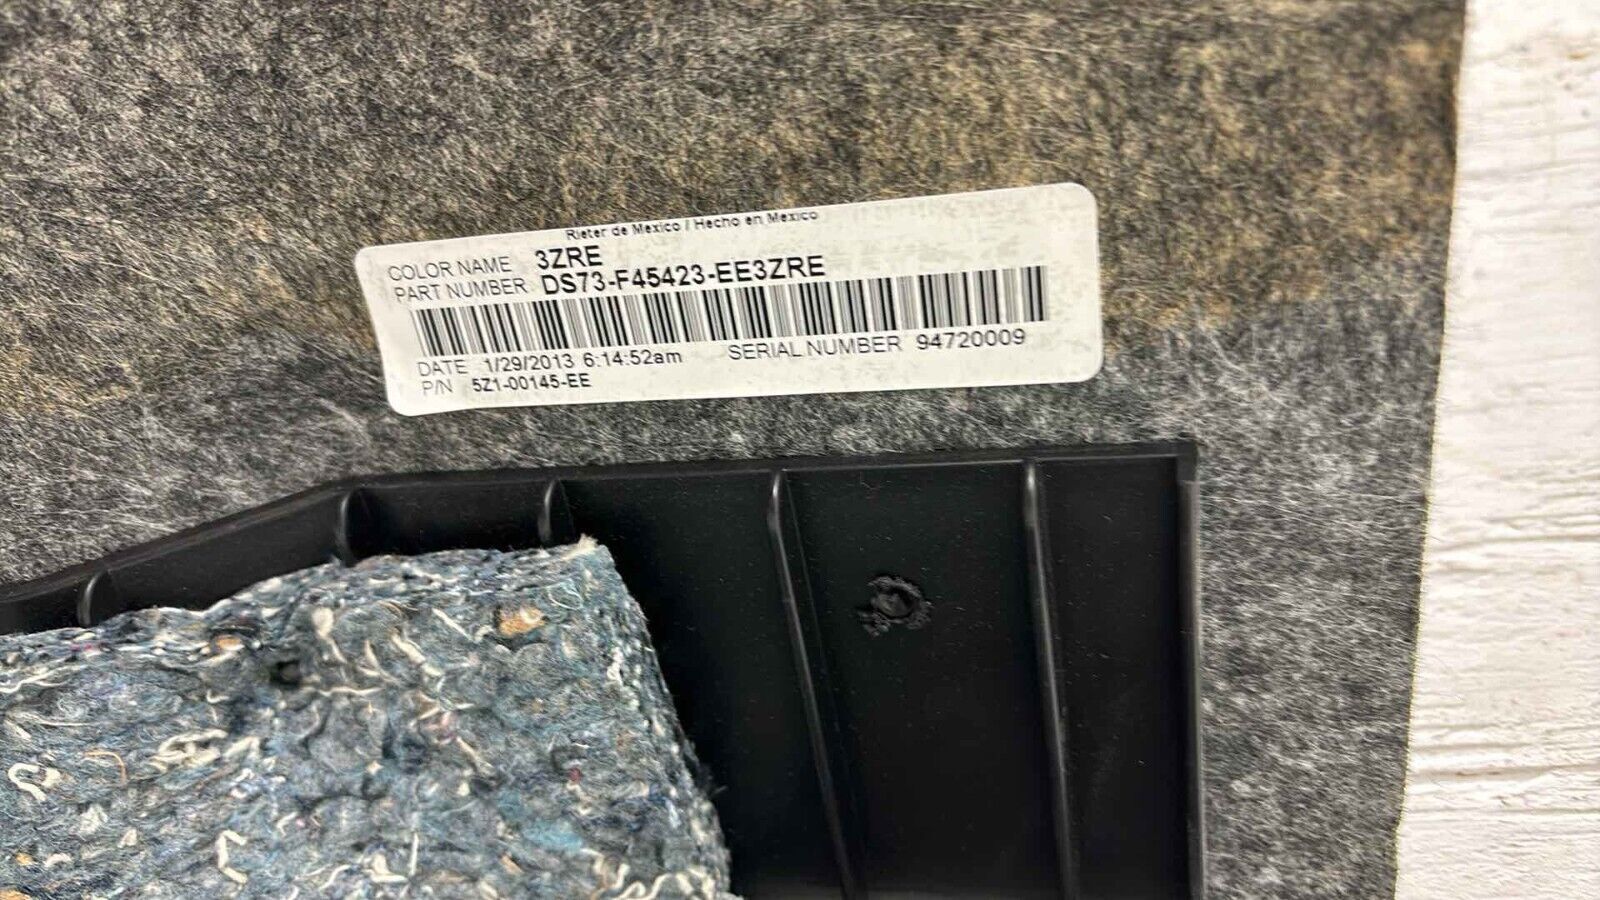 Rieter de Mexico / Hecho en Mexico
COLOR NAME 3ZRE
PART NUMBER DS73-F45423-EE3ZRE
DATE 1/29/2013 6:14:52am SERIAL NUMBER 94720009
P/N 5Z1-00145-EE